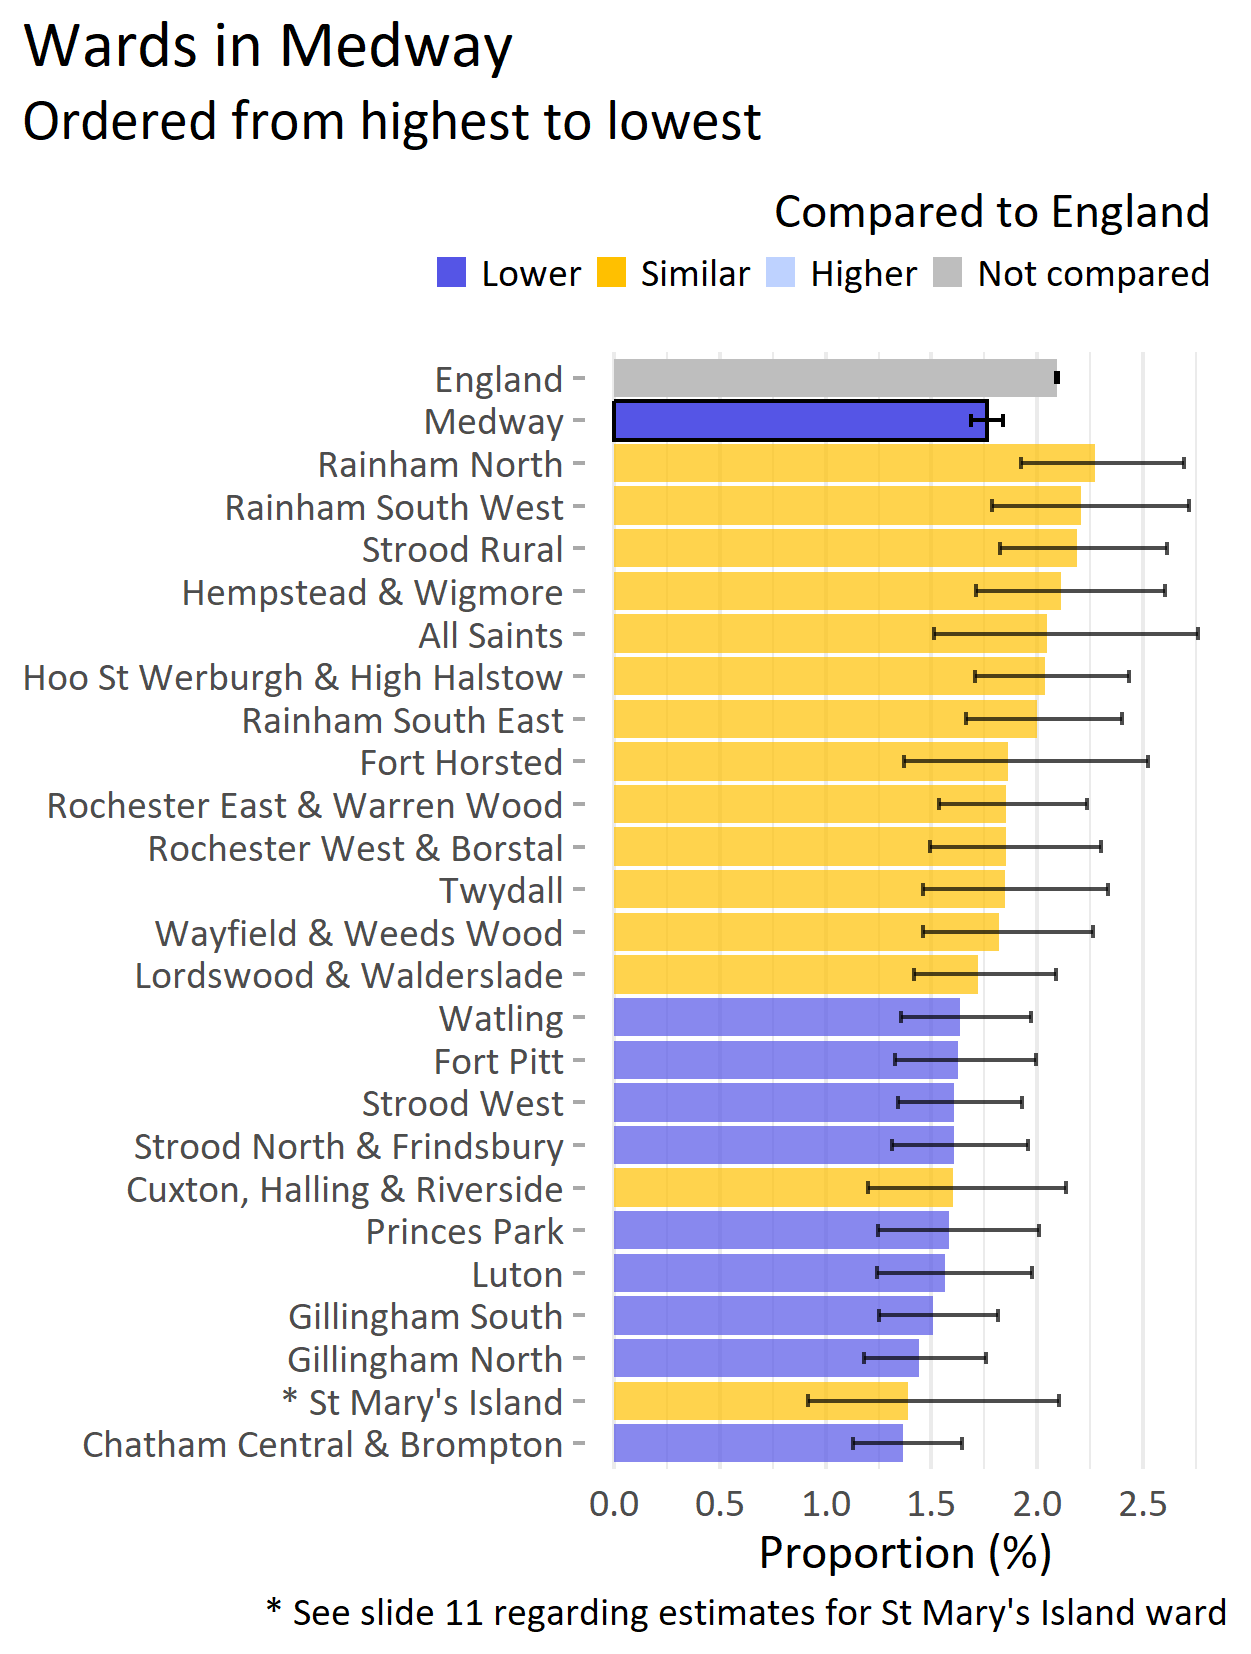 Wards in Medway
Ordered from highest to lowest
Compared to England
Lower Similar Higher Not compared
England
Medway
Rainham North
Rainham South West
Strood Rural
Hempstead & Wigmore
All Saints
Hoo St Werburgh & High Halstow
Rainham South East
Fort Horsted
Rochester East & Warren Wood
Rochester West & Borstal
Twydall
Wayfield & Weeds Wood
Lordswood & Walderslade
Watling
Fort Pitt
Strood West
Strood North & Frindsbury
Cuxton, Halling & Riverside
Princes Park
Luton
Gillingham South
Gillingham North
* St Mary's Island
Chatham Central & Brompton
0.0 0.5 1.0 1.5 2.0 2.5
Proportion (%)
* See slide 11 regarding estimates for St Mary's Island ward